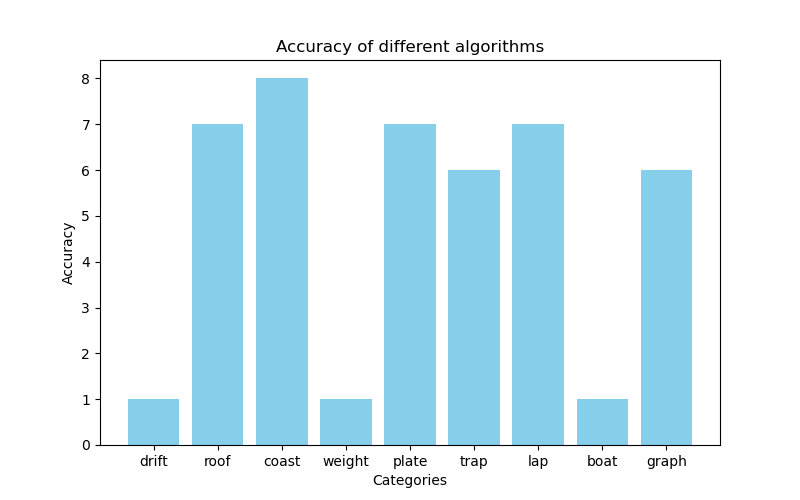 Accuracy of different algorithms
Accuracy
8
7
6
5
4
3
2
1
0
drift roof coast weight plate trap lap boat graph
Categories